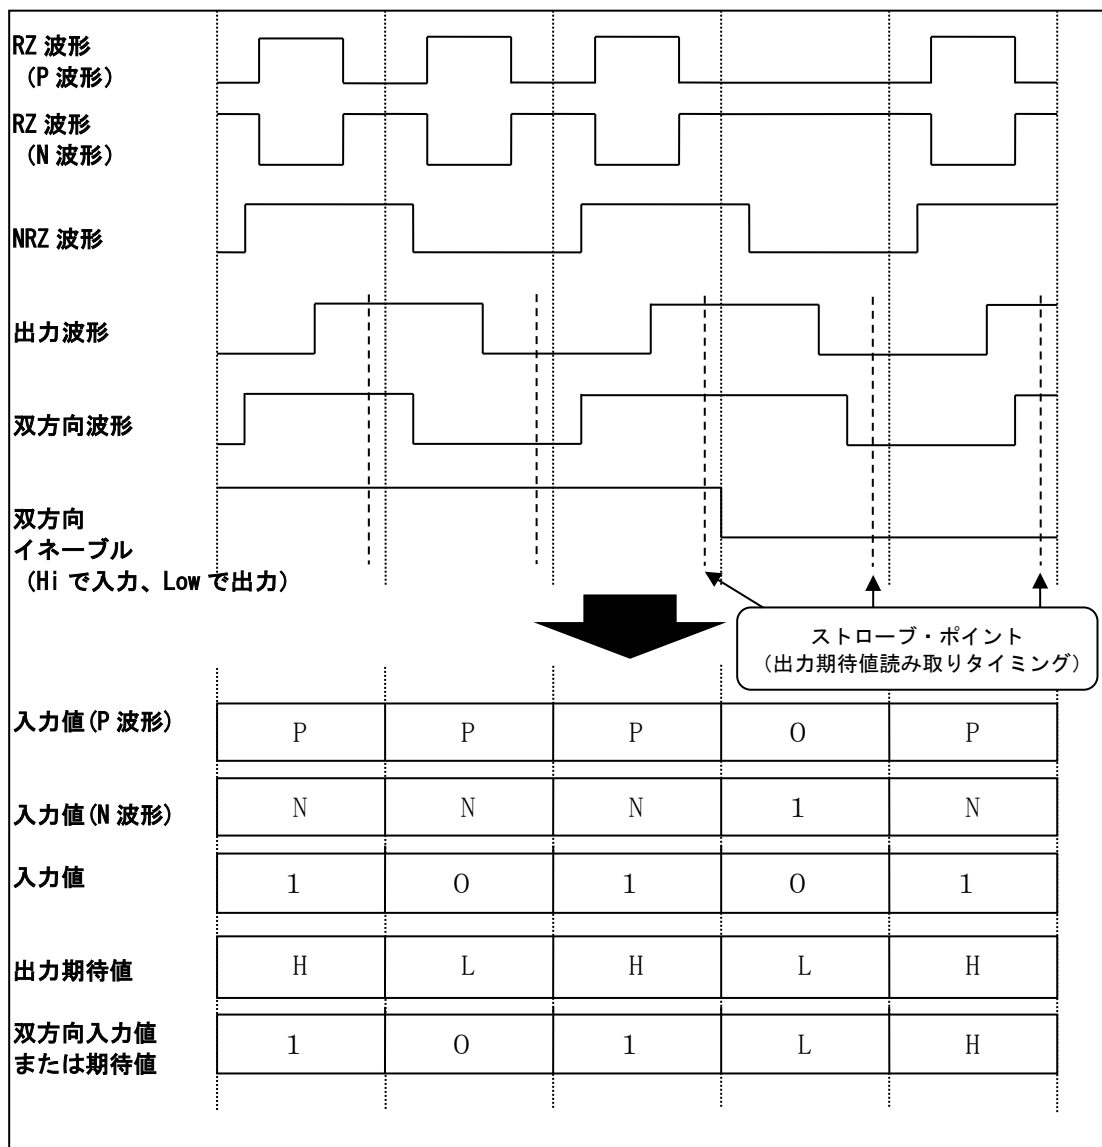 RZ 波形
(P 波形)
RZ 波形
(N 波形)
NRZ 波形
出力波形
双方向波形
双方向
イネーブル
(Hi で入力、Low で出力)
ストローブ・ポイント
(出力期待値読み取りタイミング)
入力値(P 波形) P P P 0 P
入力値(N 波形) N N N 1 N
入力値 1 0 1 0 1
出力期待値 H L H L H
双方向入力値
または期待値 1 0 1 L H